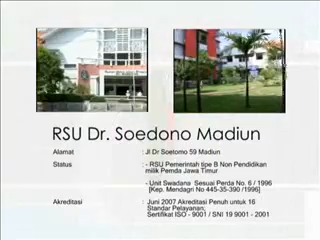 RSU Dr. Soedono Madiun
Alamat : Jl Dr Soetomo 59 Madiun
Status : - RSU Pemerintah tipe B Non Pendidikan
milik Pemda Jawa Timur
- Unit Swadana Sesuai Perda No. 6 / 1996
[Kep. Mendagri No 445-35-390 /1996]
Akreditasi : Juni 2007 Akreditasi Penuh untuk 16
Standar Pelayanan;
Sertifikat ISO - 9001 / SNI 19 9001 - 2001